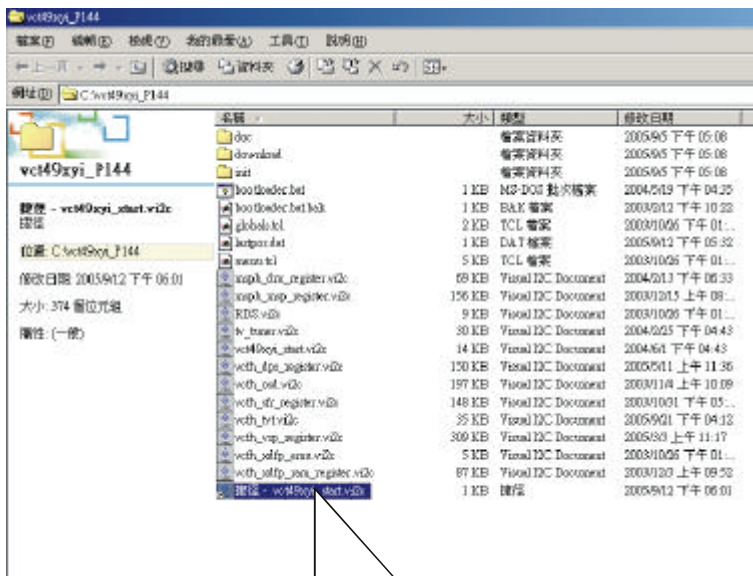 vct49xyi_P144
檔案(F) 編輯(E) 檢視(V) 我的最愛(A) 工具(T) 說明(H)
上一頁 搜尋 資料夾
網址(D) C:\vct49xyi_P144
名稱 大小 類型 修改日期
vct49xyi_P144
捷徑 - vct49xyi_start.vi2c
捷徑
位置: C:\vct49xyi_P144
修改日期: 2005/9/12 下午 06:01
大小: 374 個位元組
屬性: (一般)
doc 檔案資料夾 2005/9/5 下午 05:08
download 檔案資料夾 2005/9/5 下午 05:08
init 檔案資料夾 2005/9/5 下午 05:08
bootloader.bat 1 KB MS-DOS 批次檔案 2004/5/19 下午 04:35
bootloader.bat.bak 1 KB BAK 檔案 2003/2/12 下午 10:22
globals.tcl 2 KB TCL 檔案 2003/10/26 下午 01:...
lastpor.dat 1 KB DAT 檔案 2005/9/12 下午 05:32
menu.tcl 5 KB TCL 檔案 2003/10/26 下午 01:...
msph_drx_register.vi2c 69 KB Visual I2C Document 2004/2/13 下午 06:33
msph_msp_register.vi2c 156 KB Visual I2C Document 2003/12/15 上午 09:...
RDS.vi2c 9 KB Visual I2C Document 2003/10/26 下午 01:...
tv_tuner.vi2c 30 KB Visual I2C Document 2004/2/25 下午 04:43
vct49xyi_start.vi2c 14 KB Visual I2C Document 2004/6/1 下午 04:43
vcth_dps_register.vi2c 150 KB Visual I2C Document 2005/5/11 上午 11:36
vcth_osd.vi2c 197 KB Visual I2C Document 2003/11/4 上午 10:09
vcth_sfr_register.vi2c 148 KB Visual I2C Document 2003/10/31 下午 05:...
vcth_tvt.vi2c 35 KB Visual I2C Document 2005/9/21 下午 04:12
vcth_vsp_register.vi2c 309 KB Visual I2C Document 2005/3/3 上午 11:17
5 KB Visual I2C Document 2003/10/26 下午 01:...
87 KB Visual I2C Document 2003/12/3 上午 09:52
捷徑 - vct49xyi_start.vi2c 1 KB 捷徑 2005/9/12 下午 06:01